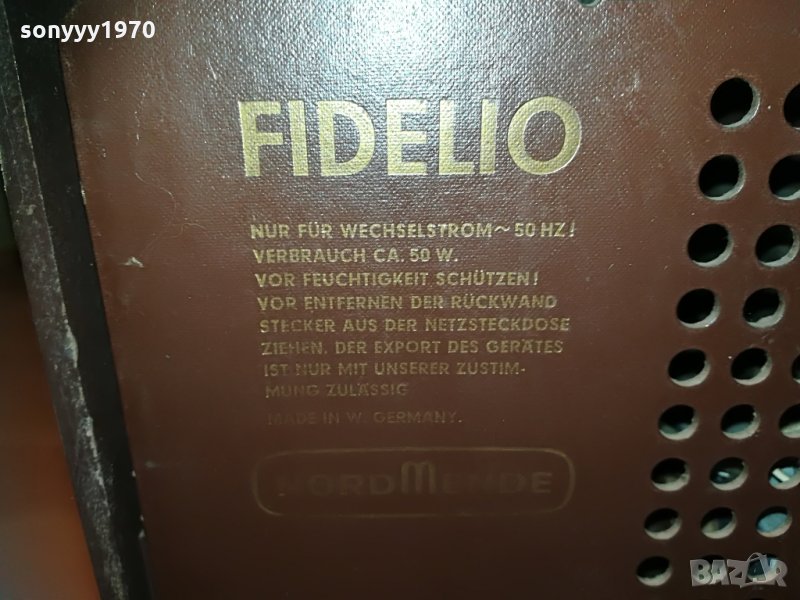 sonyyy1970
FIDELIO
NUR FÜR WECHSELSTROM ~ 50 HZ!
VERBRAUCH CA. 50 W.
VOR FEUCHTIGKEIT SCHÜTZEN!
VOR ENTFERNEN DER RÜCKWAND
STECKER AUS DER NETZSTECKDOSE
ZIEHEN. DER EXPORT DES GERÄTES
IST NUR MIT UNSERER ZUSTIM-
MUNG ZULÄSSIG
MADE IN W. GERMANY.
NORDMENDE
BAZAR